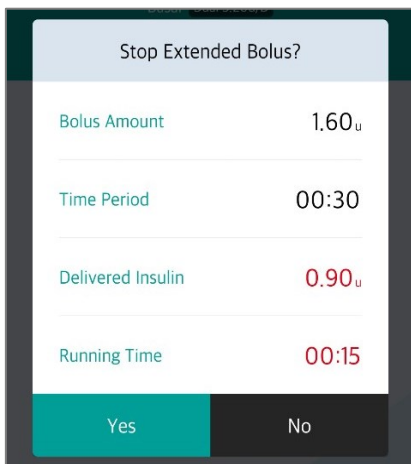 Stop Extended Bolus?
Bolus Amount 1.60u
Time Period 00:30
Delivered Insulin 0.90u
Running Time 00:15
Yes No